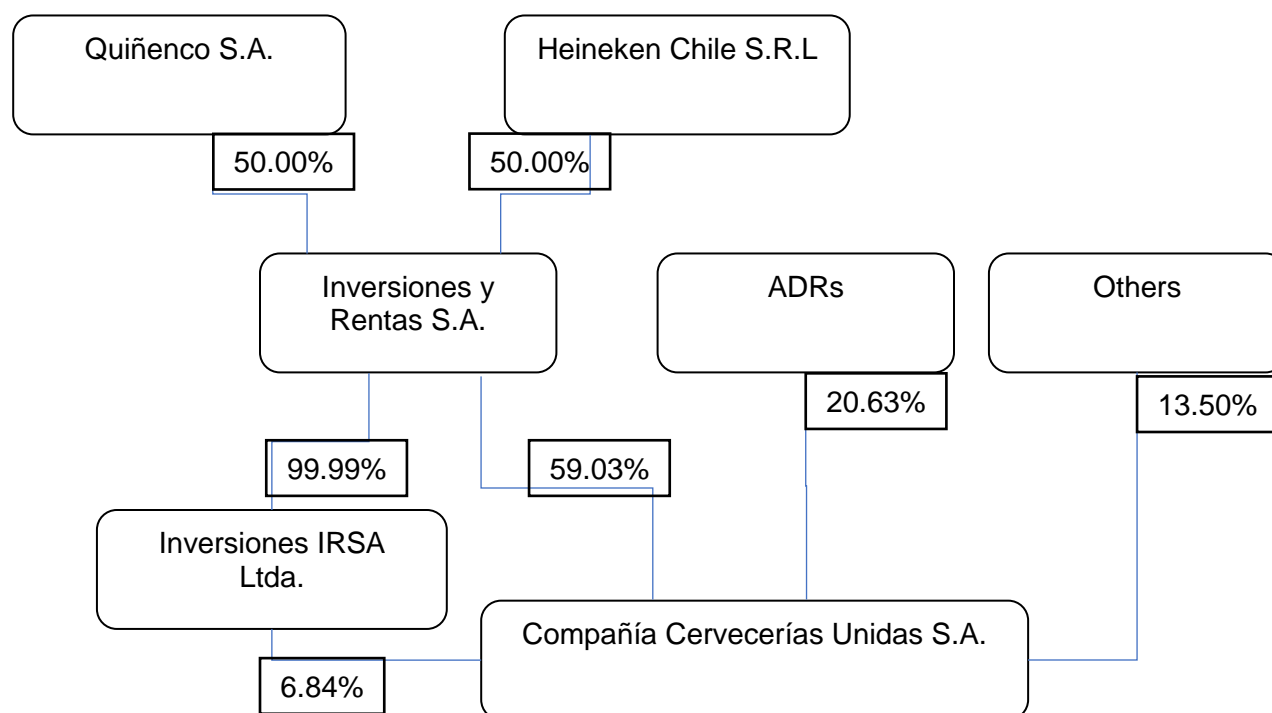 Quiñenco S.A.
Heineken Chile S.R.L
50.00%
50.00%
Inversiones y
Rentas S.A.
ADRs
Others
20.63%
13.50%
99.99%
59.03%
Inversiones IRSA
Ltda.
Compañía Cervecerías Unidas S.A.
6.84%